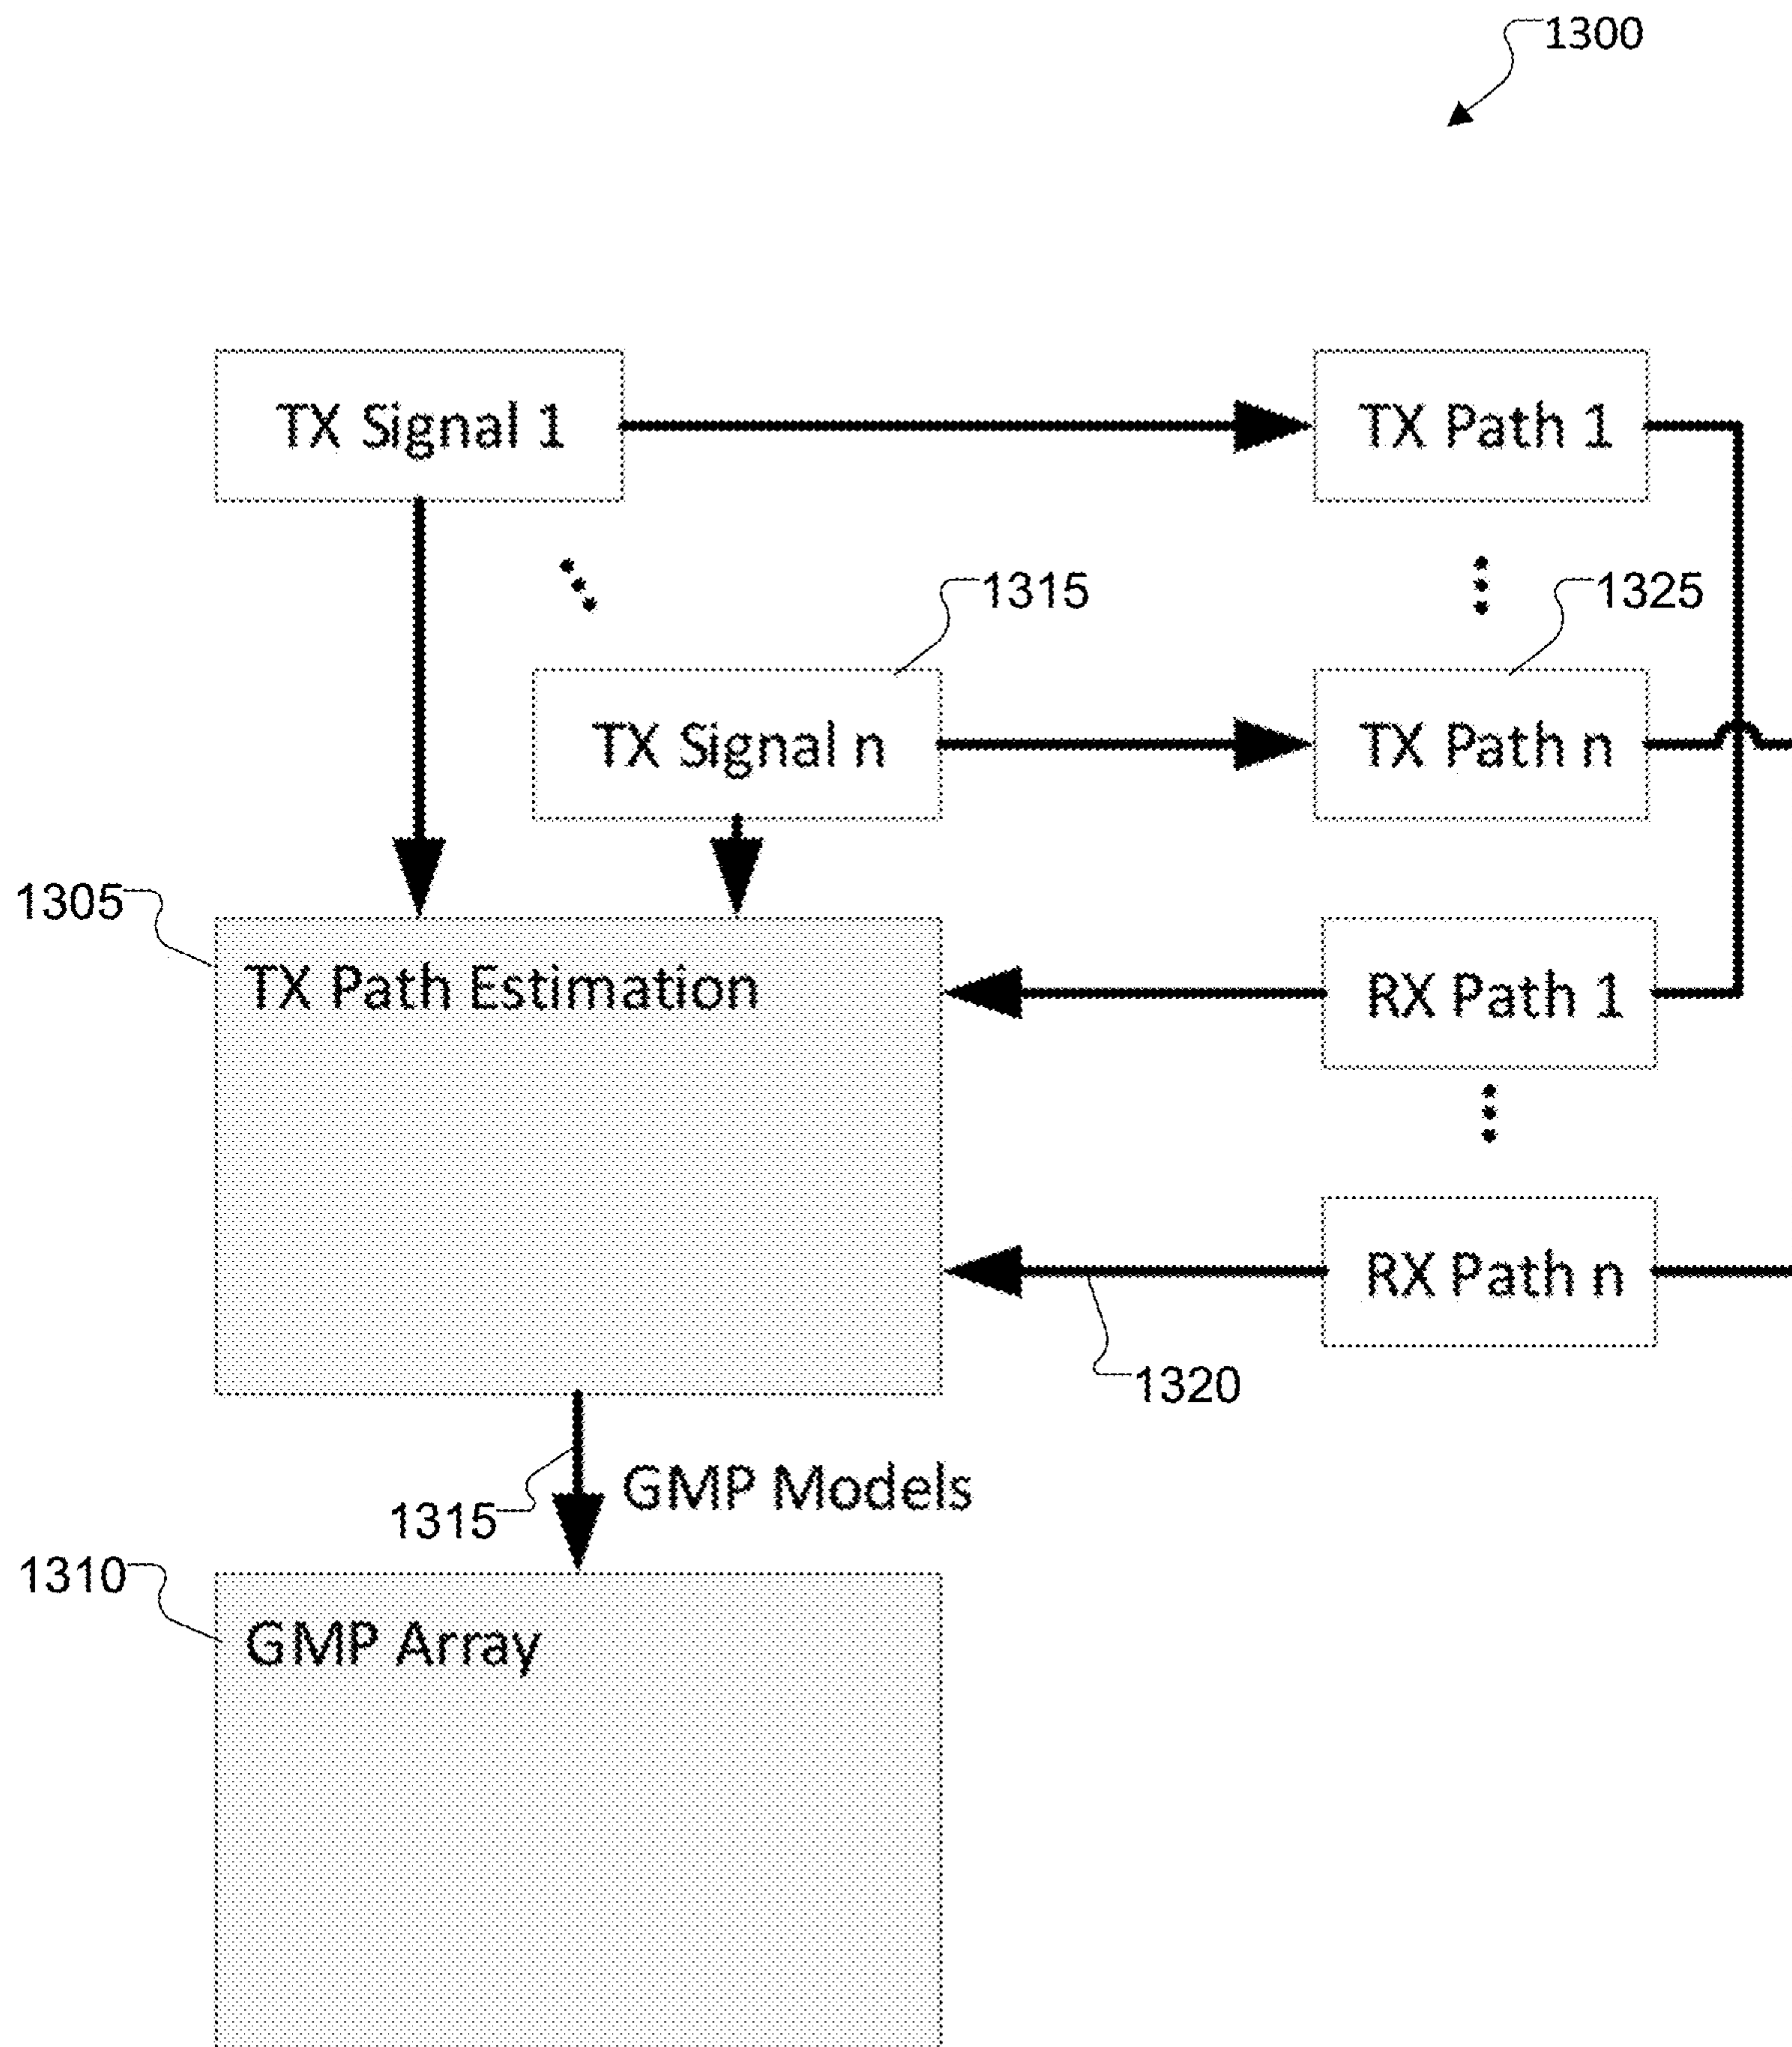 1300
TX Signal 1
TX Path 1
1315
1325
TX Signal n
TX Path n
1305
TX Path Estimation
RX Path 1
RX Path n
1320
1315
GMP Models
1310
GMP Array